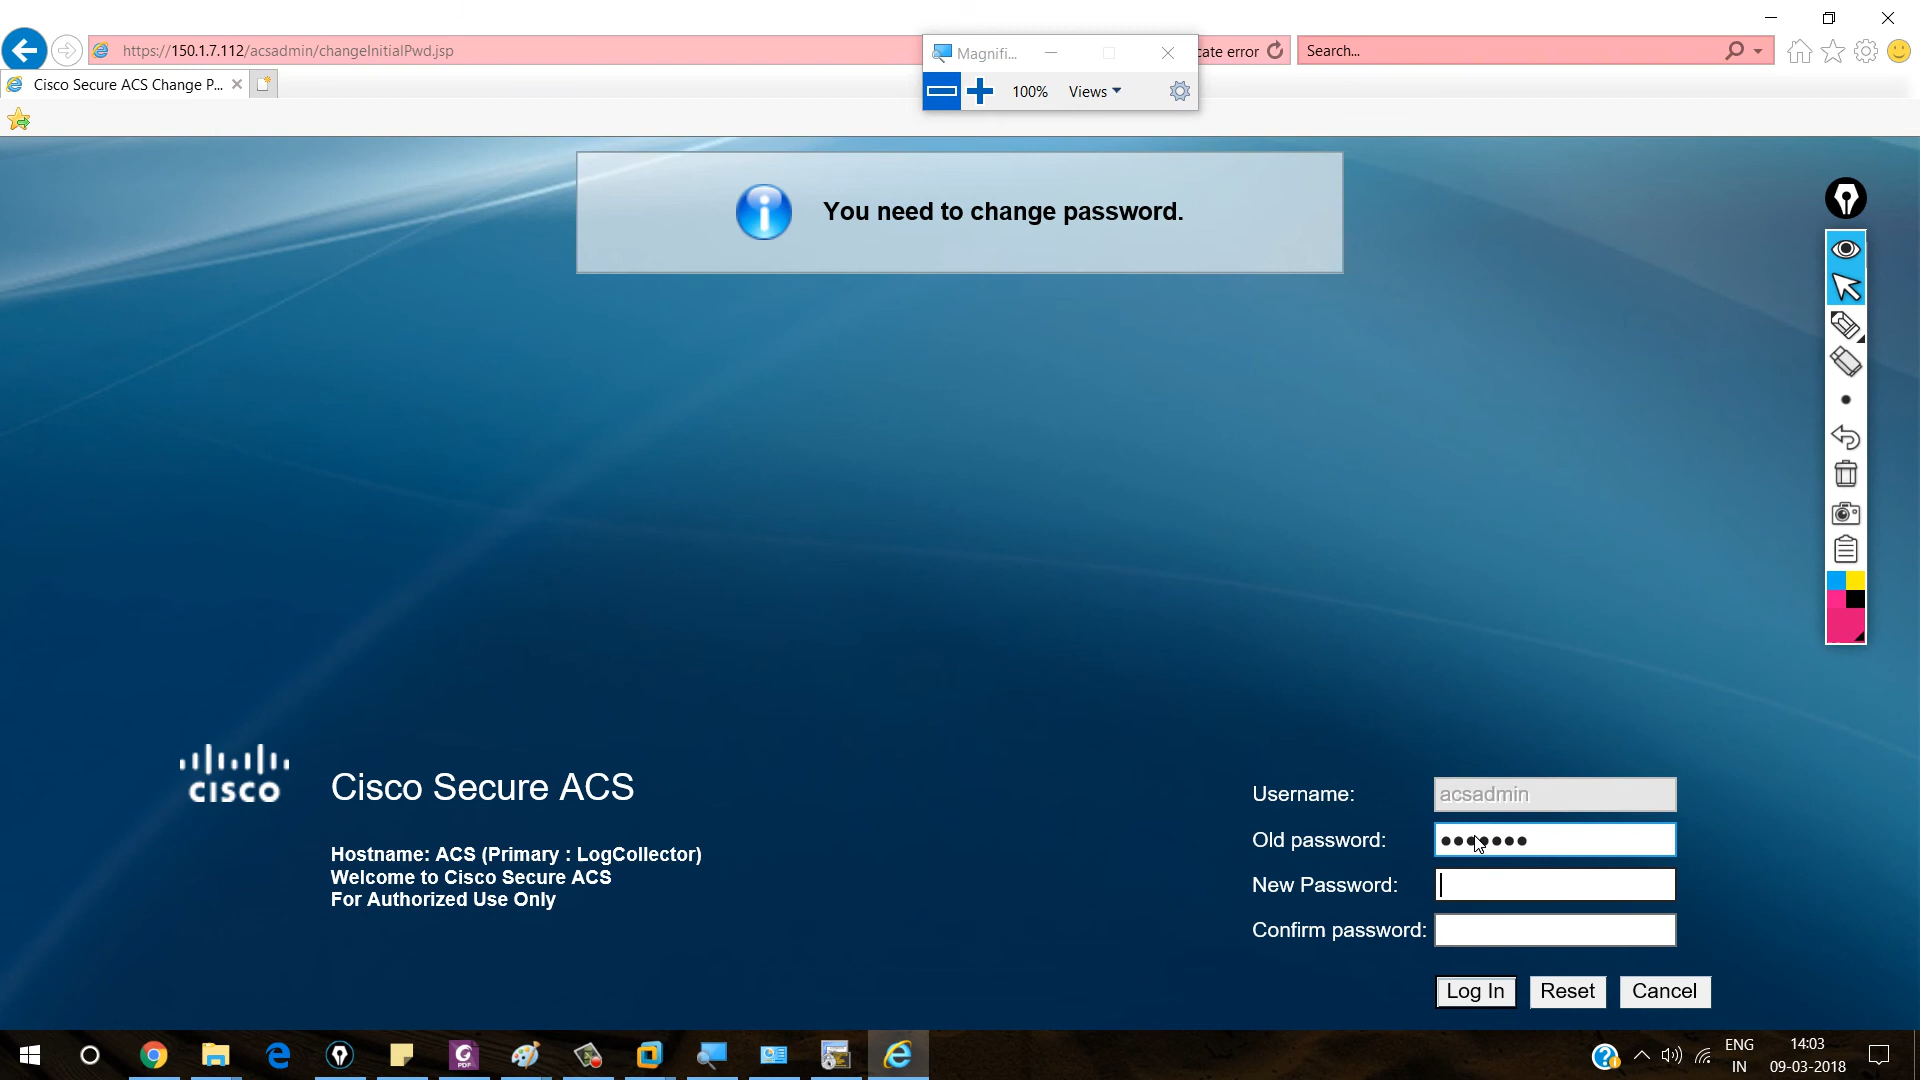 https://150.1.7.112/acsadmin/changeInitialPwd.jsp
Magnifi...
cate error
Search...
Cisco Secure ACS Change P...
100%
Views
You need to change password.
CISCO
Cisco Secure ACS
Hostname: ACS (Primary : LogCollector)
Welcome to Cisco Secure ACS
For Authorized Use Only
Username:
acsadmin
Old password:
New Password:
Confirm password:
Log In
Reset
Cancel
PDF
ENG
IN
14:03
09-03-2018